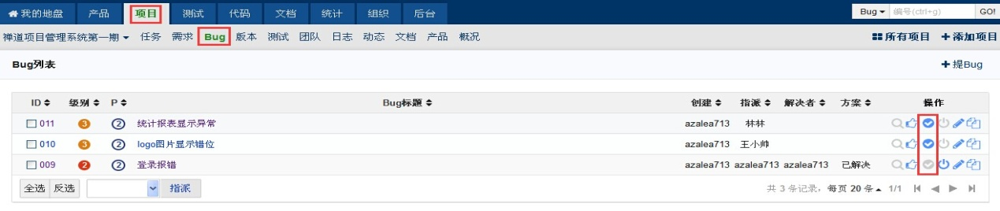 我的地盘 产品 项目 测试 代码 文档 统计 组织 后台 Bug 编号(ctrl+g) GO!
禅道项目管理系统第一期 任务 需求 Bug 版本 测试 团队 日志 动态 文档 产品 概况 所有项目 +添加项目
Bug列表 +提Bug
ID 级别 P Bug标题 创建 指派 解决者 方案 操作
011 3 2 统计报表显示异常 azalea713 林林
010 3 2 logo图片显示错位 azalea713 王小帅
009 2 2 登录报错 azalea713 azalea713 azalea713 已解决
全选 反选 指派 共 3 条记录，每页 20 条 1/1